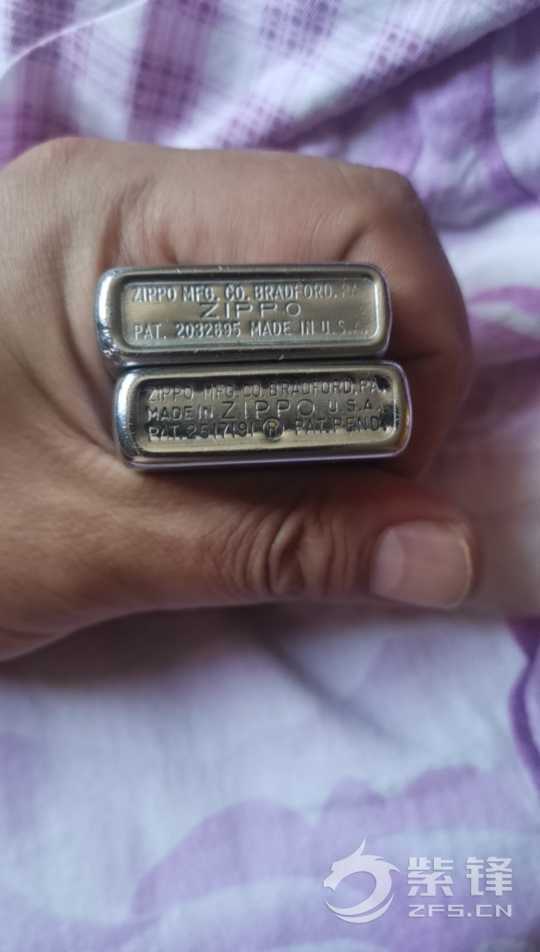 ZIPPO MFG. CO. BRADFORD, PA
ZIPPO
PAT. 2032695 MADE IN U.S.A.
ZIPPO MFG. CO. BRADFORD, PA.
MADE IN ZIPPO U.S.A.
PAT. 2517191 ® PAT. PEND.
紫锋
ZFS.CN